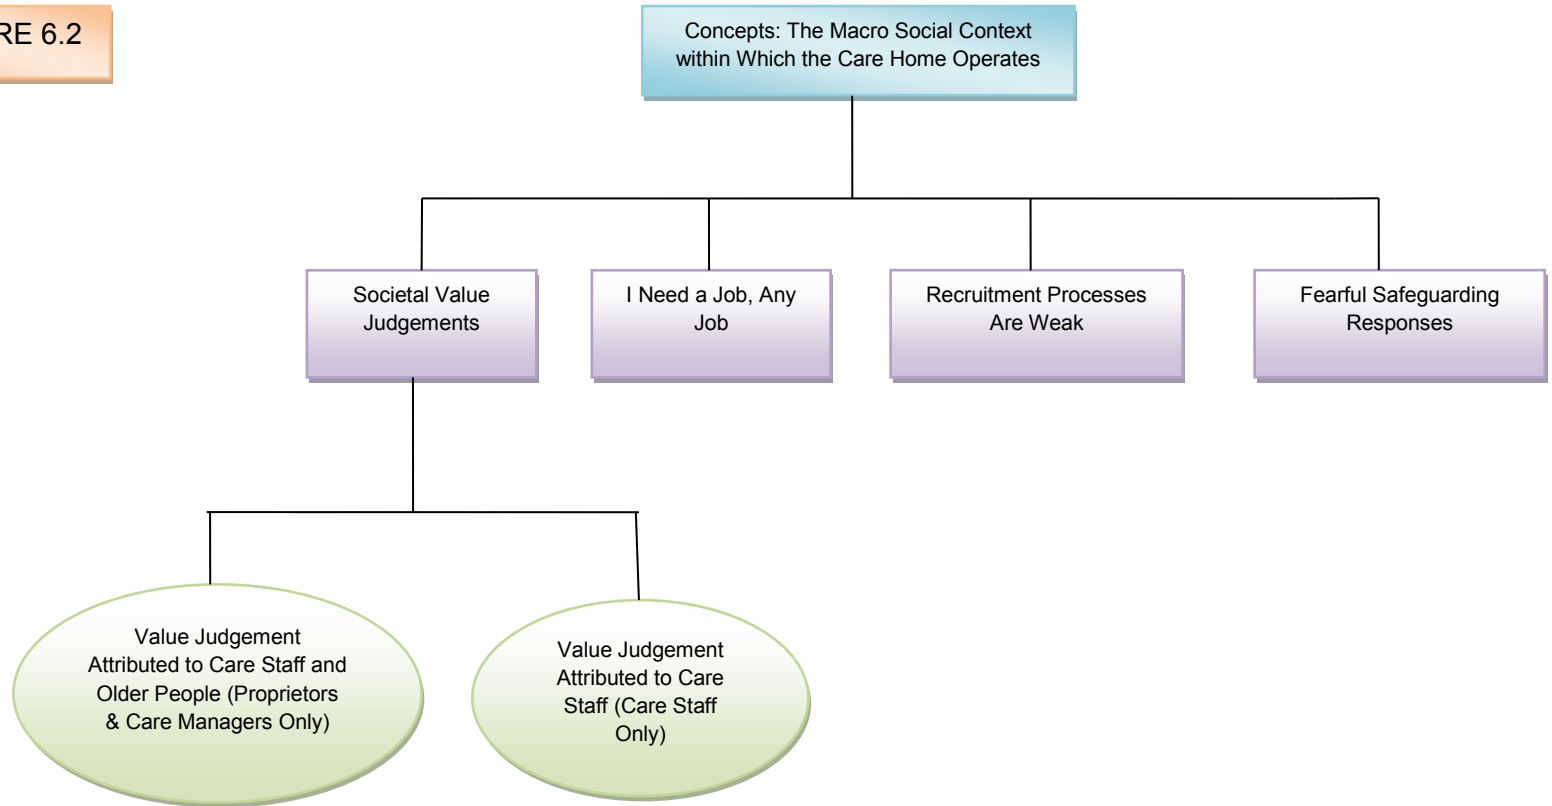 RE 6.2
Concepts: The Macro Social Context
within Which the Care Home Operates
Societal Value
Judgements
I Need a Job, Any
Job
Recruitment Processes
Are Weak
Fearful Safeguarding
Responses
Value Judgement
Attributed to Care Staff and
Older People (Proprietors
& Care Managers Only)
Value Judgement
Attributed to Care
Staff (Care Staff
Only)